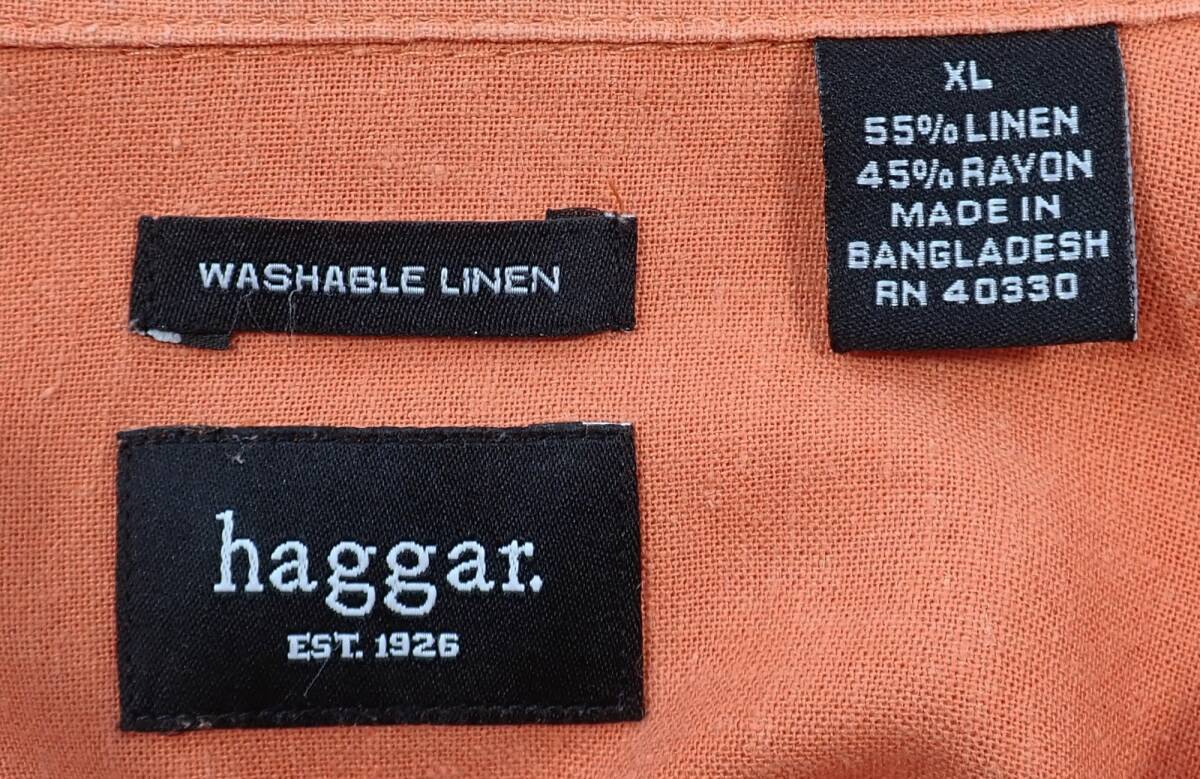 XL
55% LINEN
45% RAYON
MADE IN
BANGLADESH
RN 40330
WASHABLE LINEN
haggar.
EST. 1926